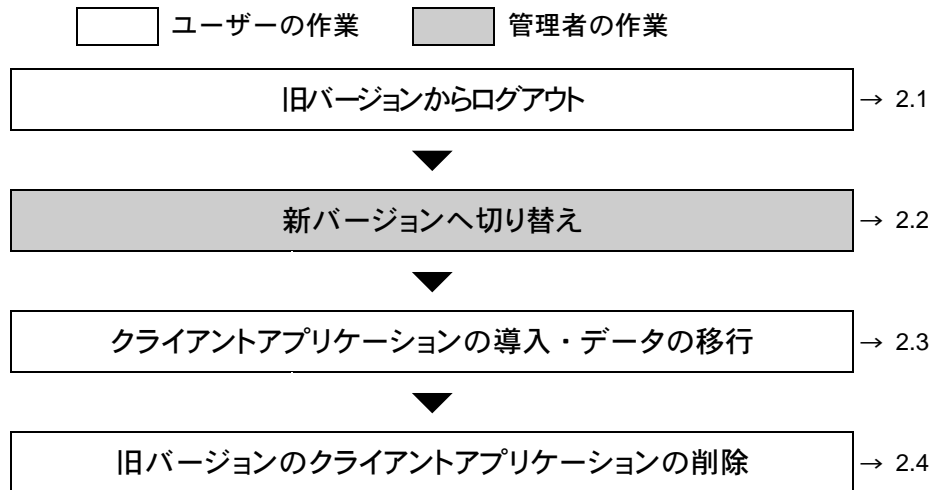 ユーザーの作業 管理者の作業
旧バージョンからログアウト → 2.1
新バージョンへ切り替え → 2.2
クライアントアプリケーションの導入・データの移行 → 2.3
旧バージョンのクライアントアプリケーションの削除 → 2.4